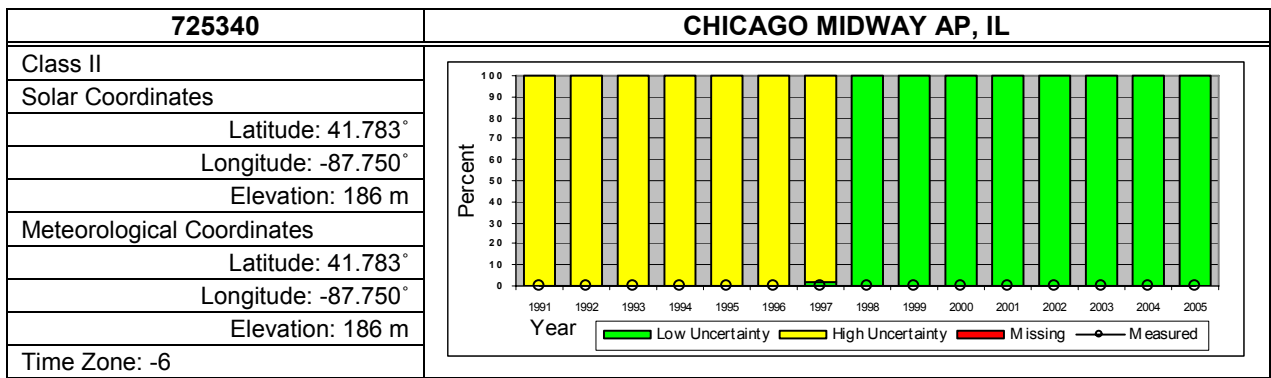 725340
CHICAGO MIDWAY AP, IL
Class II
Solar Coordinates
Latitude: 41.783˚
Longitude: -87.750˚
Elevation: 186 m
Meteorological Coordinates
Latitude: 41.783˚
Longitude: -87.750˚
Elevation: 186 m
Time Zone: -6
Percent
100
90
80
70
60
50
40
30
20
10
0
1991 1992 1993 1994 1995 1996 1997 1998 1999 2000 2001 2002 2003 2004 2005
Year
Low Uncertainty High Uncertainty Missing Measured